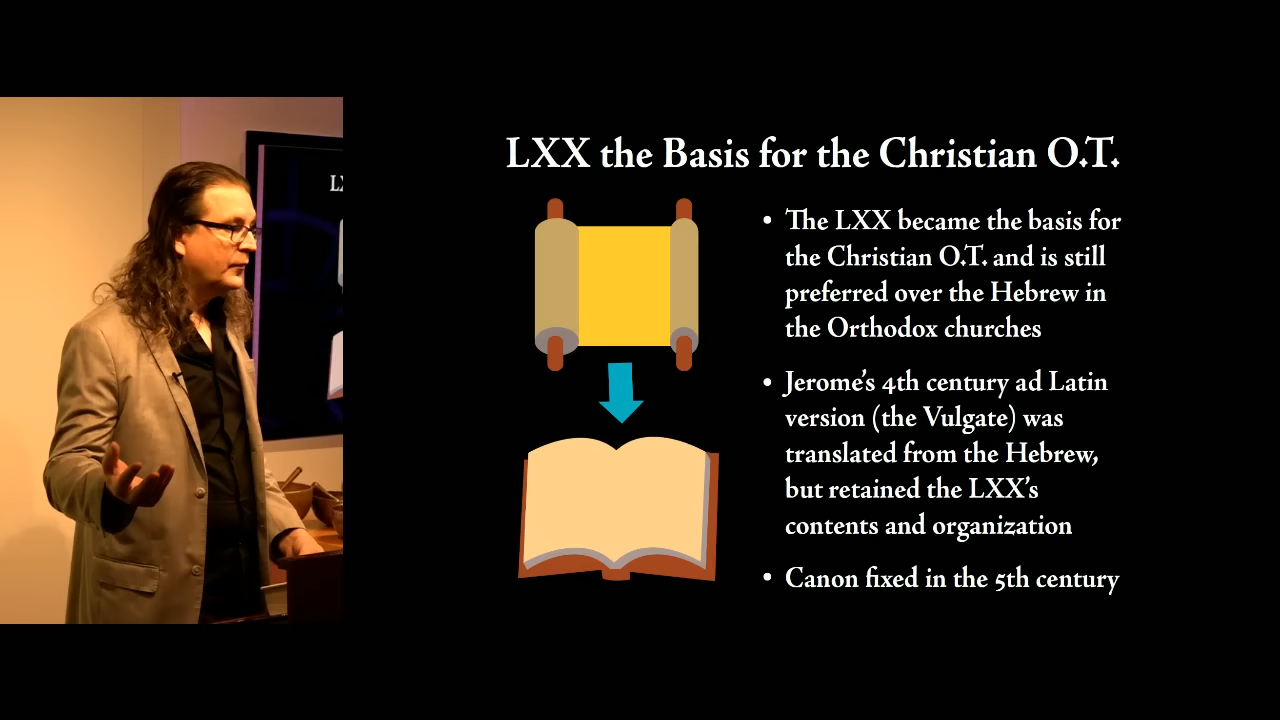 LXX the Basis for the Christian O.T.
LX
• The LXX became the basis for
the Christian O.T. and is still
preferred over the Hebrew in
the Orthodox churches
• Jerome's 4th century ad Latin
version (the Vulgate) was
translated from the Hebrew,
but retained the LXX's
contents and organization
• Canon fixed in the 5th century